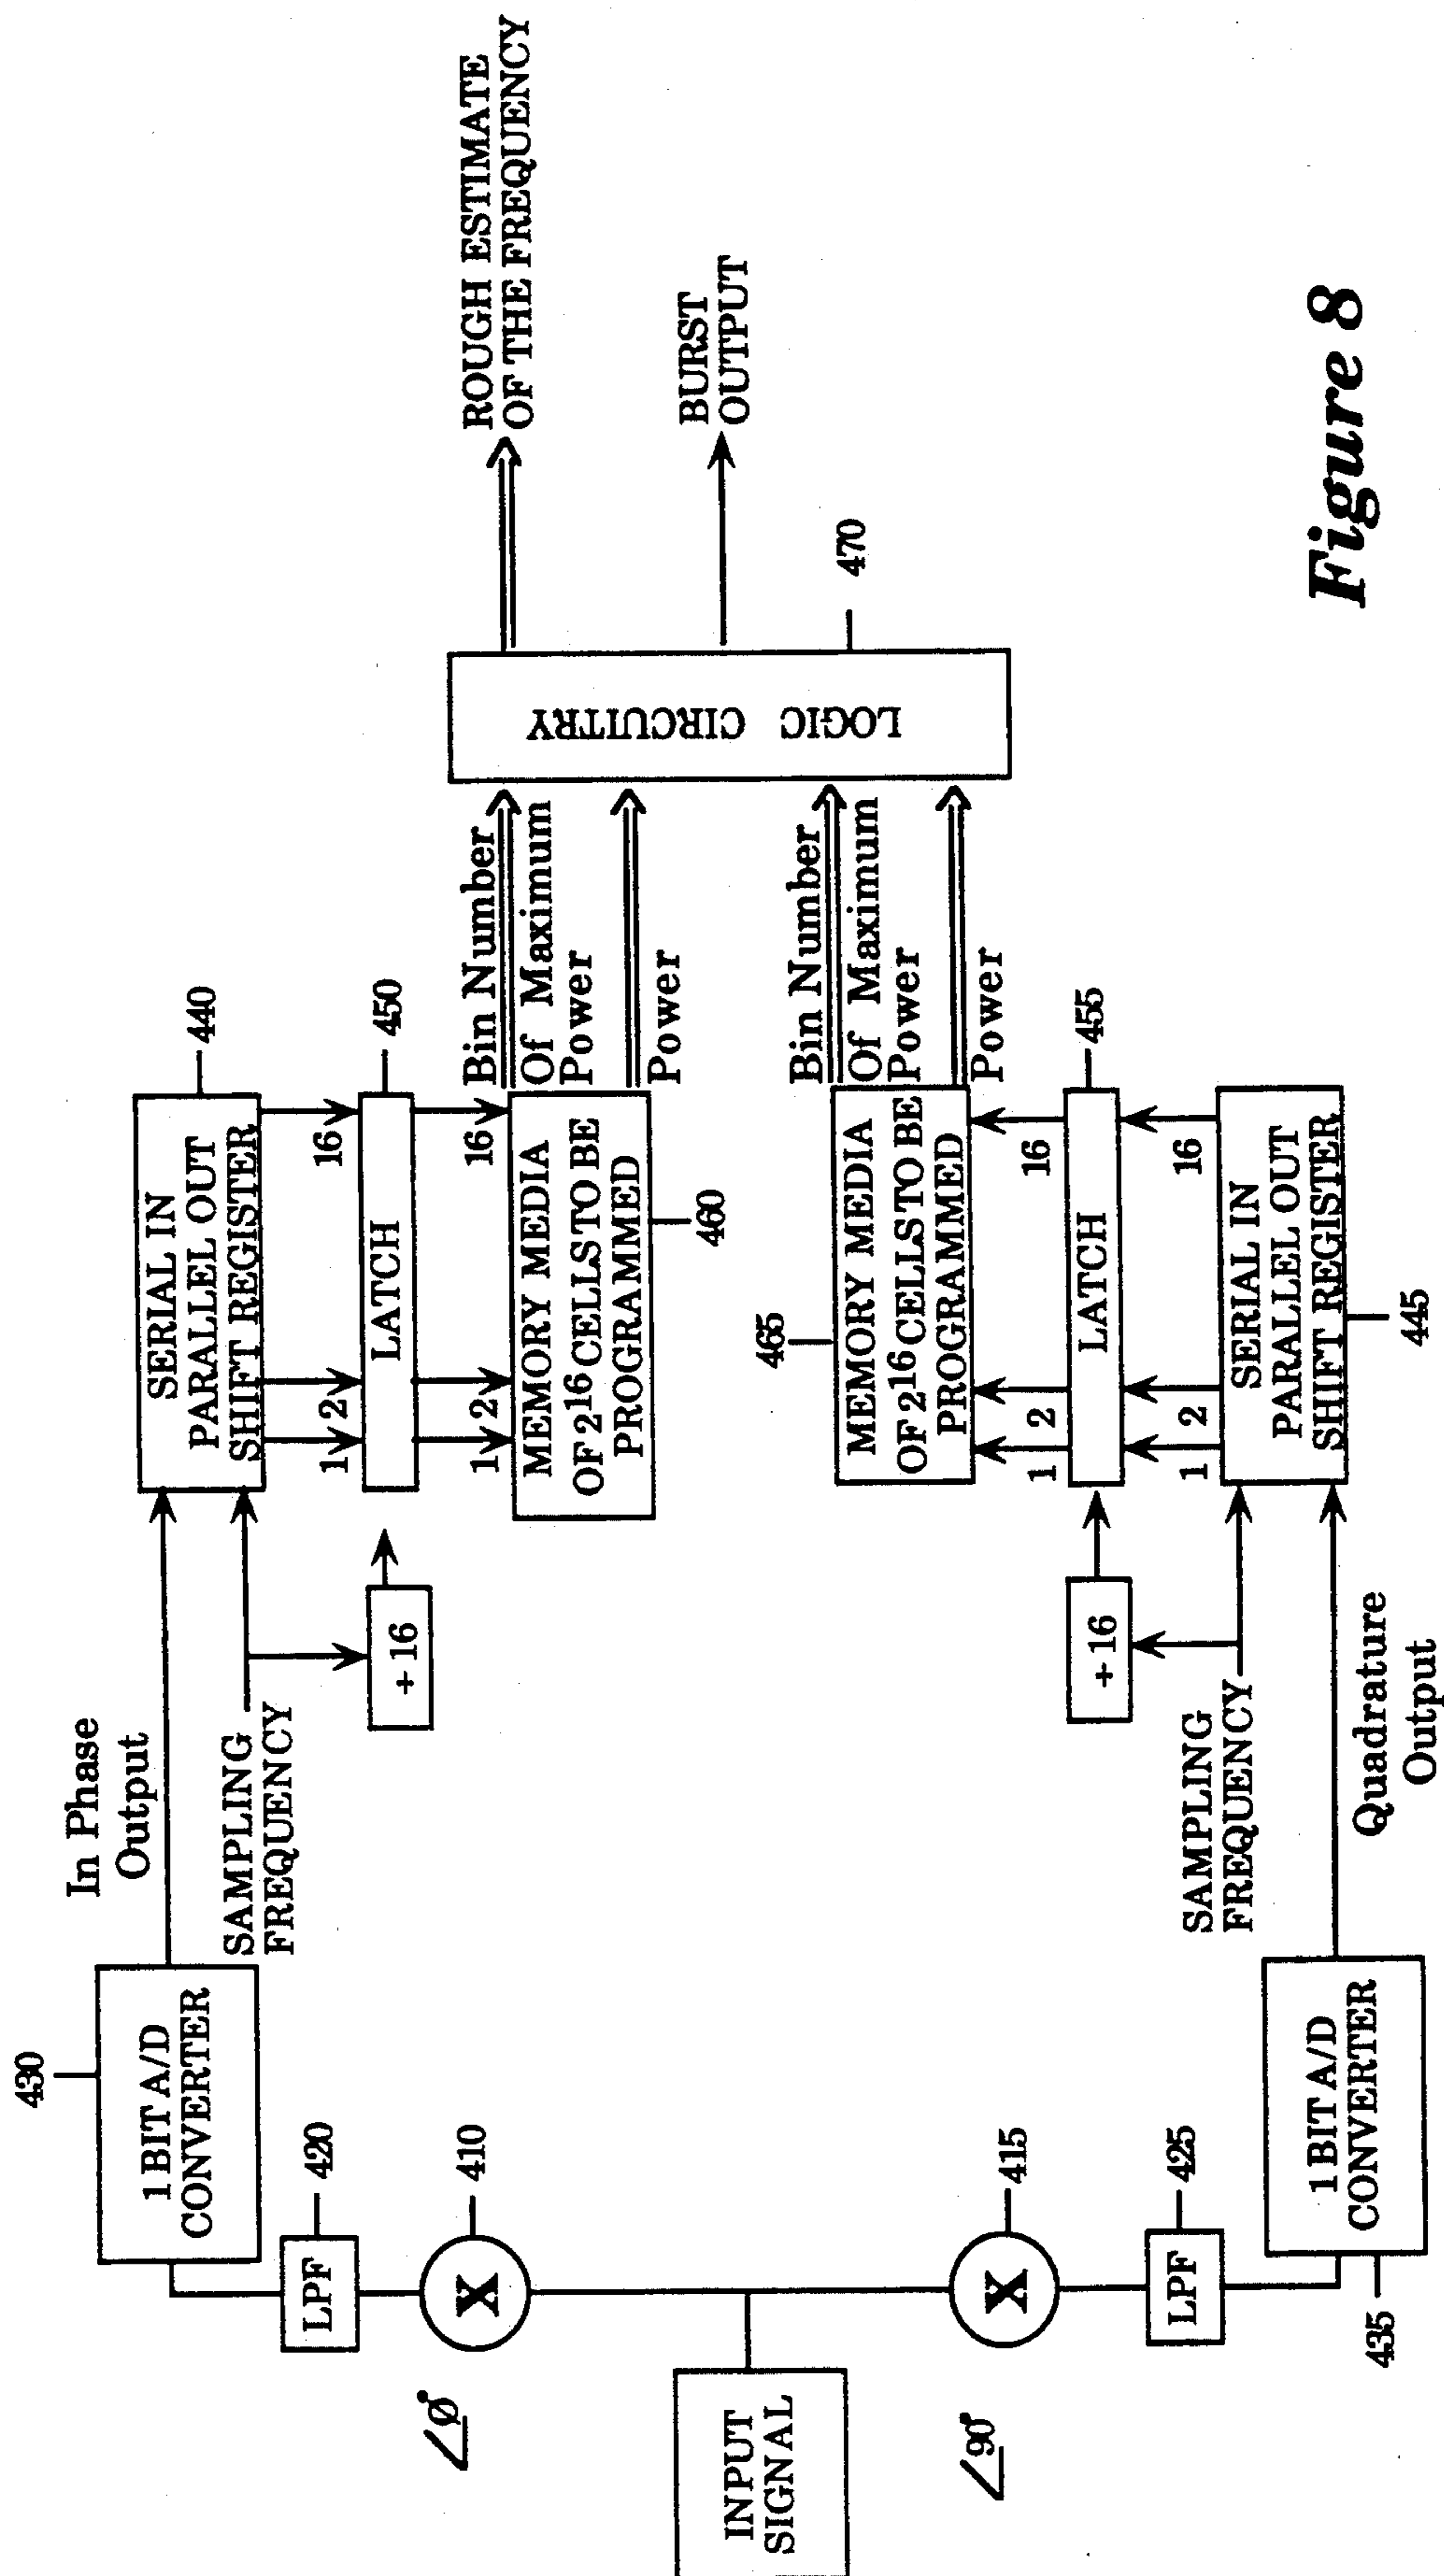 430
1 BIT A/D
CONVERTER
In Phase
Output
SAMPLING
FREQUENCY
+16
SERIAL IN
PARALLEL OUT
SHIFT REGISTER
440
1 2 16
LATCH
450
1 2 16
MEMORY MEDIA
OF 2^16 CELLS TO BE
PROGRAMMED
460
Bin Number
Of Maximum
Power
Power
LPF
420
X
410
∠0°
INPUT
SIGNAL
∠90°
X
415
LPF
425
LOGIC CIRCUITRY
470
ROUGH ESTIMATE
OF THE FREQUENCY
BURST
OUTPUT
465
MEMORY MEDIA
OF 2^16 CELLS TO BE
PROGRAMMED
Bin Number
Of Maximum
Power
Power
1 2 16
LATCH
455
1 2 16
SERIAL IN
PARALLEL OUT
SHIFT REGISTER
445
+16
SAMPLING
FREQUENCY
Quadrature
Output
1 BIT A/D
CONVERTER
435
Figure 8